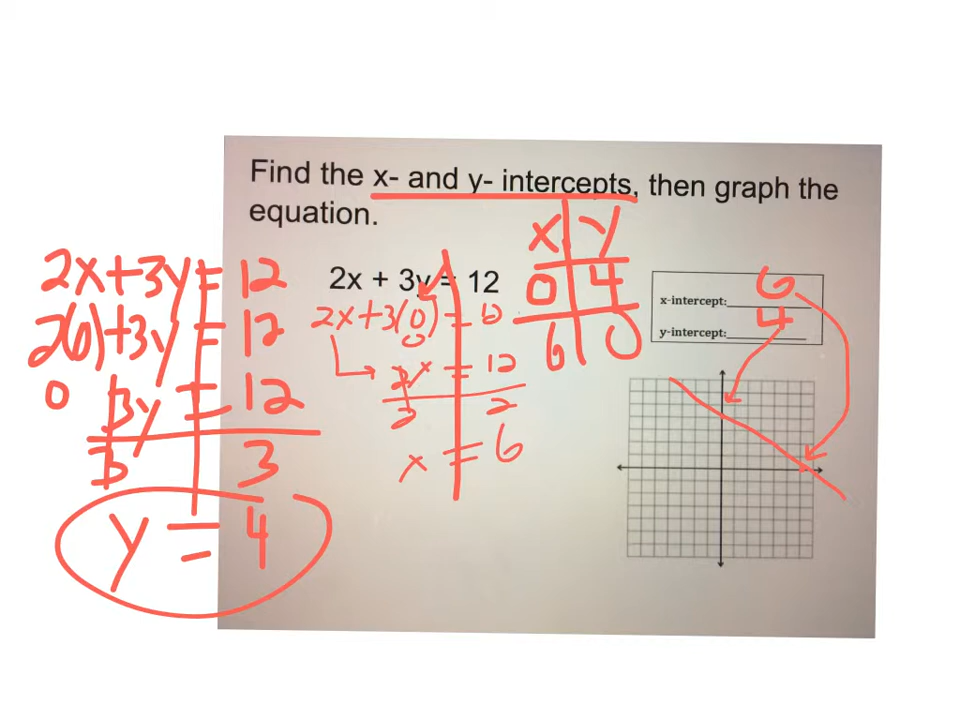 Find the x- and y- intercepts, then graph the
equation.
x y
0 4
6 0
2x + 3y = 12
x-intercept: 6
y-intercept: 4
2x+3y = 12
2(0)+3y = 12
0 3y = 12
3 3
y = 4
2x+3(0) = 12
0
2x = 12
2 2
x = 6